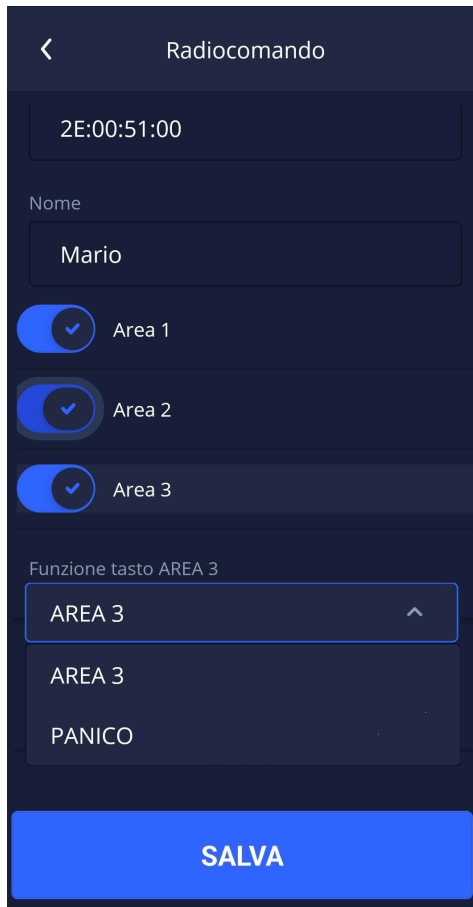 Radiocomando
2E:00:51:00
Nome
Mario
Area 1
Area 2
Area 3
Funzione tasto AREA 3
AREA 3
AREA 3
PANICO
SALVA